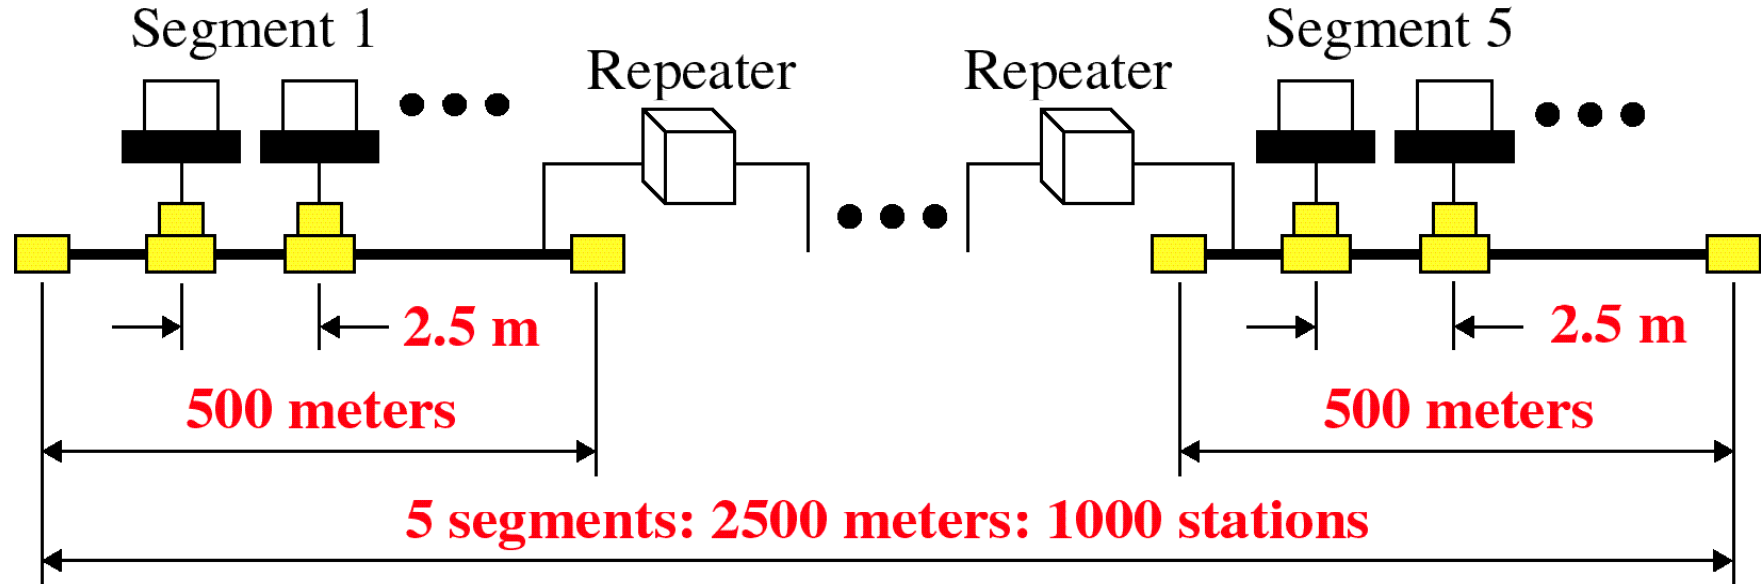 Segment 1
Segment 5
Repeater
Repeater
2.5 m
2.5 m
500 meters
500 meters
5 segments: 2500 meters: 1000 stations